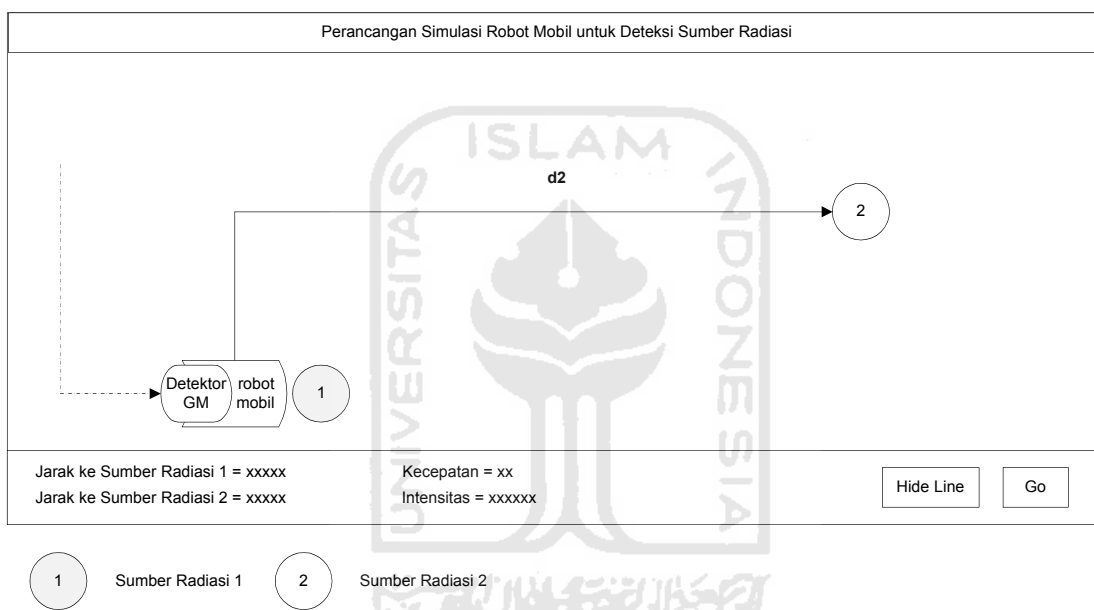 Perancangan Simulasi Robot Mobil untuk Deteksi Sumber Radiasi
ISLAM
UNIVERSITAS
INDONESIA
d2
2
Detektor
GM
robot
mobil
1
Jarak ke Sumber Radiasi 1 = xxxxx
Jarak ke Sumber Radiasi 2 = xxxxx
Kecepatan = xx
Intensitas = xxxxxx
Hide Line
Go
1
Sumber Radiasi 1
2
Sumber Radiasi 2